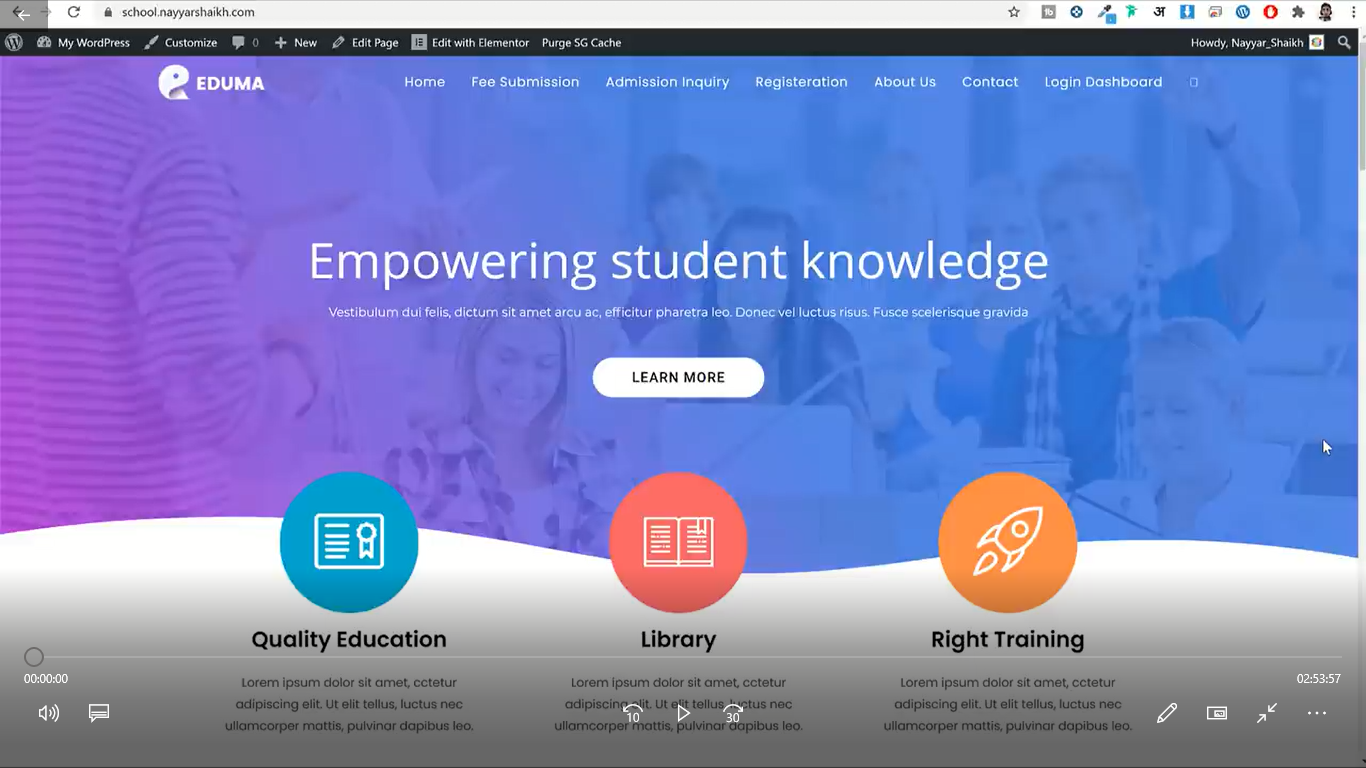 school.nayyarshaikh.com
My WordPress Customize 0 New Edit Page Edit with Elementor Purge SG Cache Howdy, Nayyar_Shaikh
EDUMA Home Fee Submission Admission Inquiry Registeration About Us Contact Login Dashboard
Empowering student knowledge
Vestibulum dui felis, dictum sit amet arcu ac, efficitur pharetra leo. Donec vel luctus risus. Fusce scelerisque gravida
LEARN MORE
Quality Education
Lorem ipsum dolor sit amet, cctetur
adipiscing elit. Ut elit tellus, luctus nec
ullamcorper mattis, pulvinar dapibus leo.
Library
Lorem ipsum dolor sit amet, cctetur
adipiscing elit. Ut elit tellus, luctus nec
ullamcorper mattis, pulvinar dapibus leo.
Right Training
Lorem ipsum dolor sit amet, cctetur
adipiscing elit. Ut elit tellus, luctus nec
ullamcorper mattis, pulvinar dapibus leo.
00:00:00 02:53:57
10 30